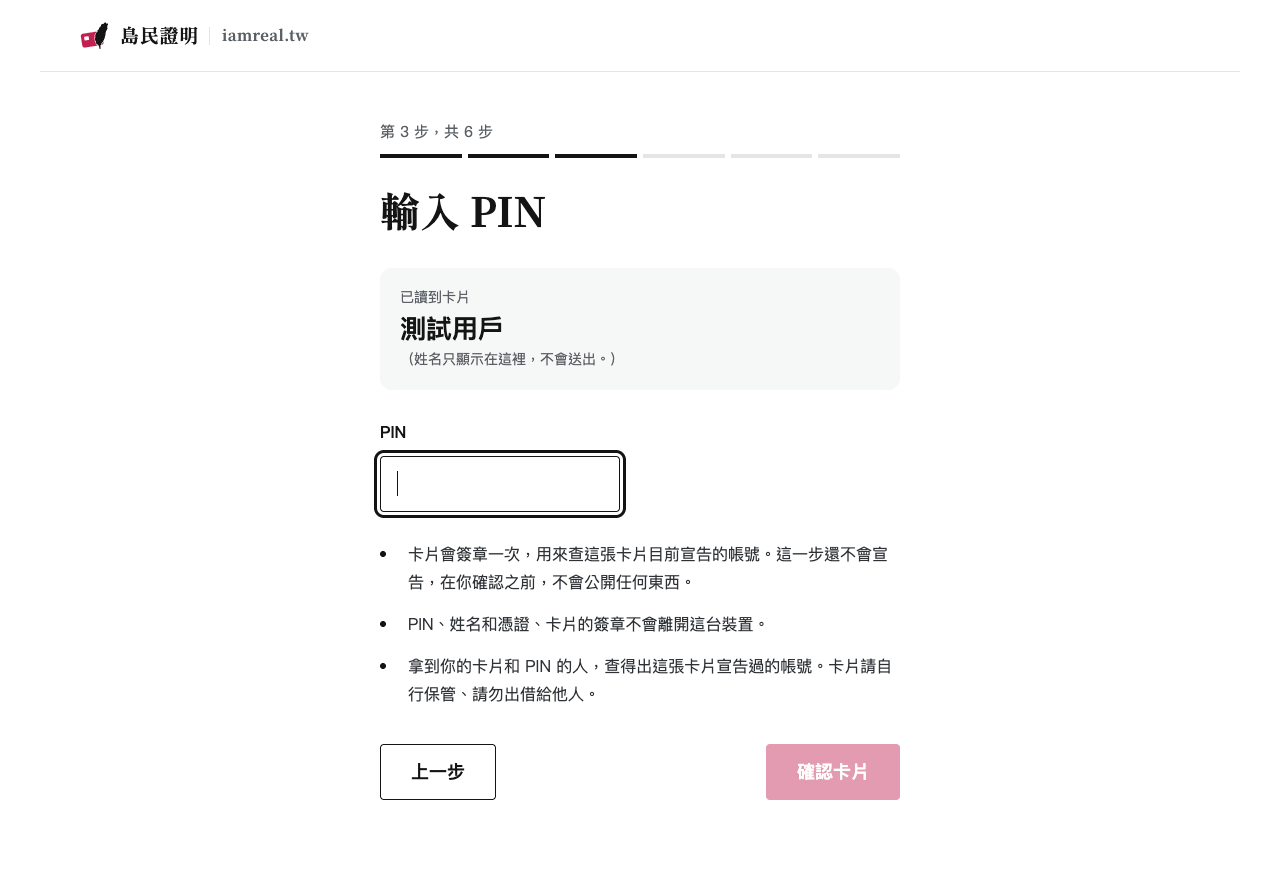 島民證明 iamreal.tw
第 3 步，共 6 步
輸入 PIN
已讀到卡片
測試用戶
（姓名只顯示在這裡，不會送出。）
PIN
卡片會簽章一次，用來查這張卡片目前宣告的帳號。這一步還不會宣
告，在你確認之前，不會公開任何東西。
PIN、姓名和憑證、卡片的簽章不會離開這台裝置。
拿到你的卡片和 PIN 的人，查得出這張卡片宣告過的帳號。卡片請自
行保管、請勿出借給他人。
上一步
確認卡片